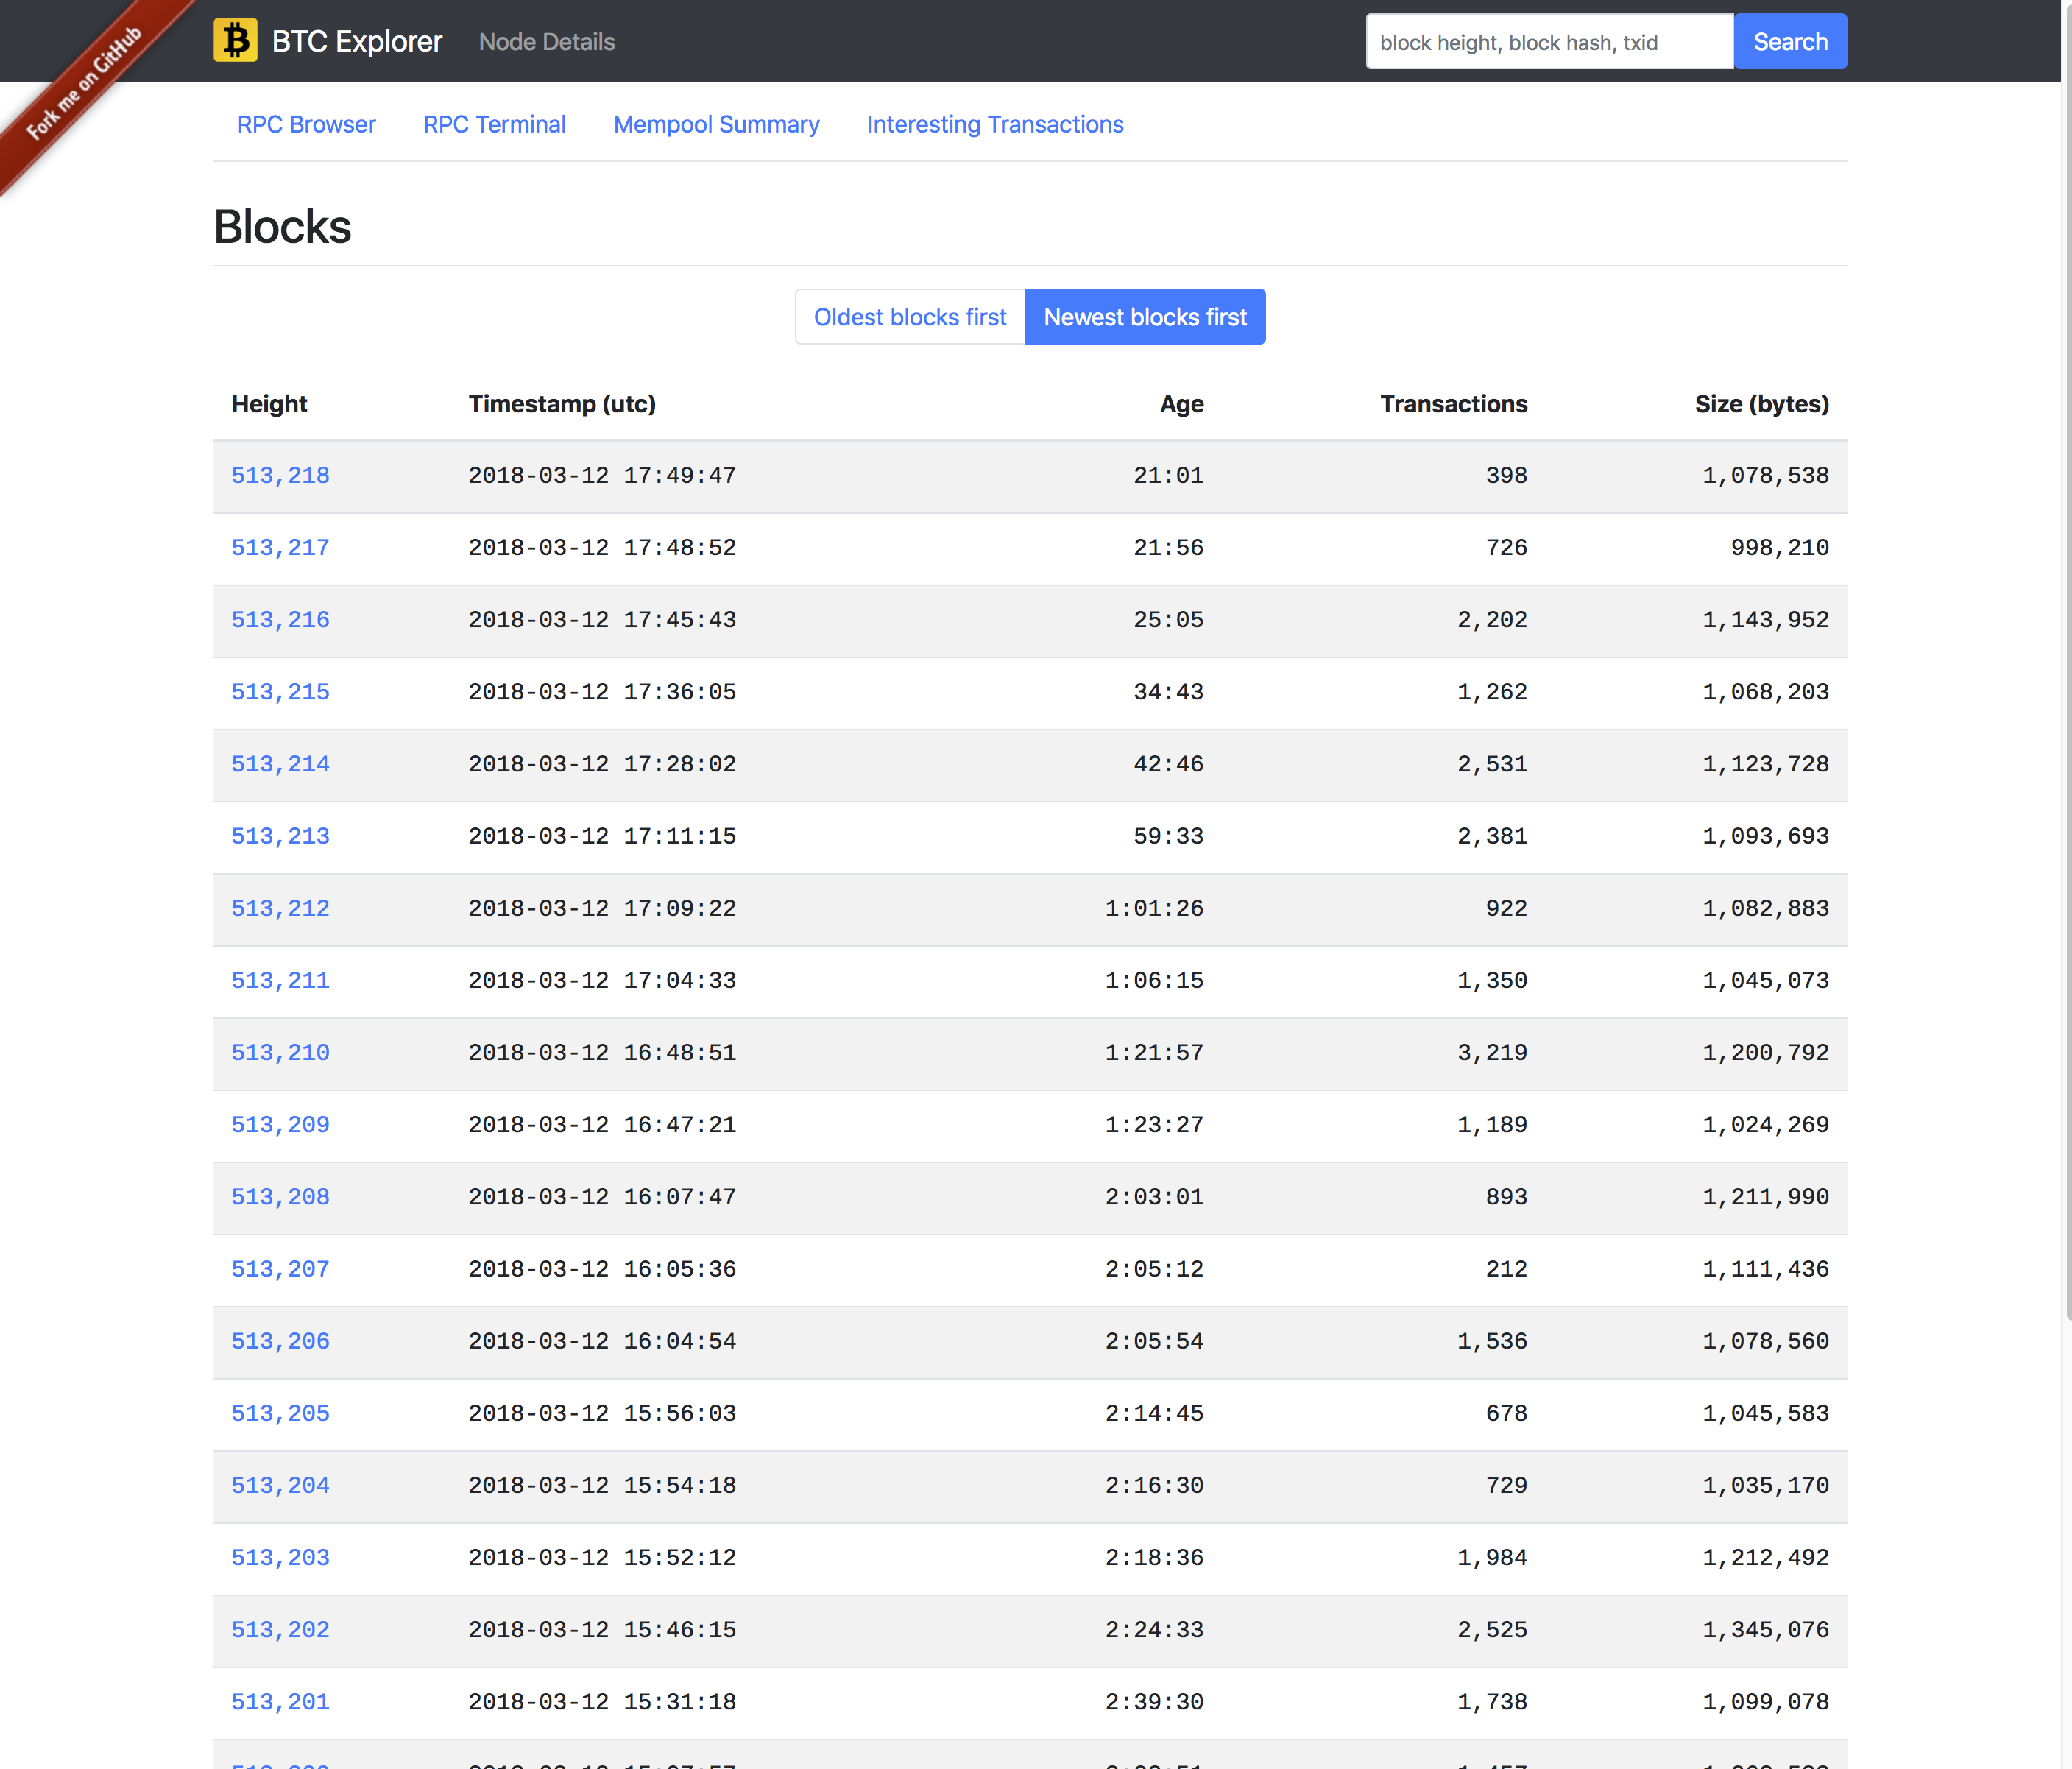 Fork me on GitHub
BTC Explorer Node Details block height, block hash, txid Search
RPC Browser RPC Terminal Mempool Summary Interesting Transactions
Blocks
Oldest blocks first Newest blocks first
Height Timestamp (utc) Age Transactions Size (bytes)
513,218 2018-03-12 17:49:47 21:01 398 1,078,538
513,217 2018-03-12 17:48:52 21:56 726 998,210
513,216 2018-03-12 17:45:43 25:05 2,202 1,143,952
513,215 2018-03-12 17:36:05 34:43 1,262 1,068,203
513,214 2018-03-12 17:28:02 42:46 2,531 1,123,728
513,213 2018-03-12 17:11:15 59:33 2,381 1,093,693
513,212 2018-03-12 17:09:22 1:01:26 922 1,082,883
513,211 2018-03-12 17:04:33 1:06:15 1,350 1,045,073
513,210 2018-03-12 16:48:51 1:21:57 3,219 1,200,792
513,209 2018-03-12 16:47:21 1:23:27 1,189 1,024,269
513,208 2018-03-12 16:07:47 2:03:01 893 1,211,990
513,207 2018-03-12 16:05:36 2:05:12 212 1,111,436
513,206 2018-03-12 16:04:54 2:05:54 1,536 1,078,560
513,205 2018-03-12 15:56:03 2:14:45 678 1,045,583
513,204 2018-03-12 15:54:18 2:16:30 729 1,035,170
513,203 2018-03-12 15:52:12 2:18:36 1,984 1,212,492
513,202 2018-03-12 15:46:15 2:24:33 2,525 1,345,076
513,201 2018-03-12 15:31:18 2:39:30 1,738 1,099,078